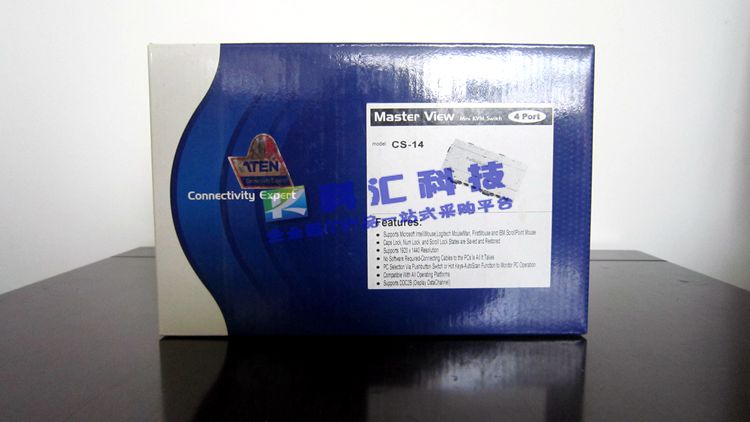 Master View Mini KVM Switch 4 Port
model CS-14
ATEN
Connectivity Expert
汇科技
一站式采购平台
Features:
Supports Microsoft IntelliMouse,Logitech MouseMan, FirstMouse and IBM ScrollPoint Mouse
Caps Lock, Num Lock, and Scroll Lock States are Saved and Restored
Supports 1920 x 1440 Resolution
No Software Required-Connecting Cables to the PCs Is All It Takes
PC Selection Via Pushbutton Switch or Hot Keys-AutoScan Function to Monitor PC Operation
Compatible With All Operating Platforms
Supports DDC2B (Display DataChannel)